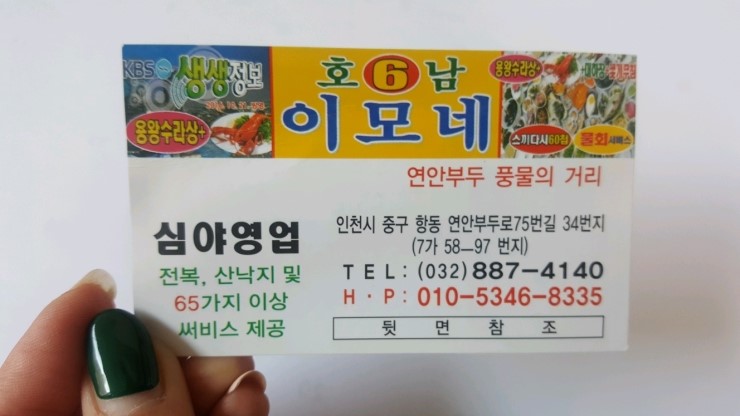 KBS 생생정보
용왕수라상+
호 6 남
이모네
용왕수라상+
스끼다시60첩
물회서비스
연안부두 풍물의 거리
심야영업
전복, 산낙지 및
65가지 이상
써비스 제공
인천시 중구 항동 연안부두로75번길 34번지
(7가 58-97 번지)
TEL: (032) 887-4140
H·P: 010-5346-8335
뒷면참조